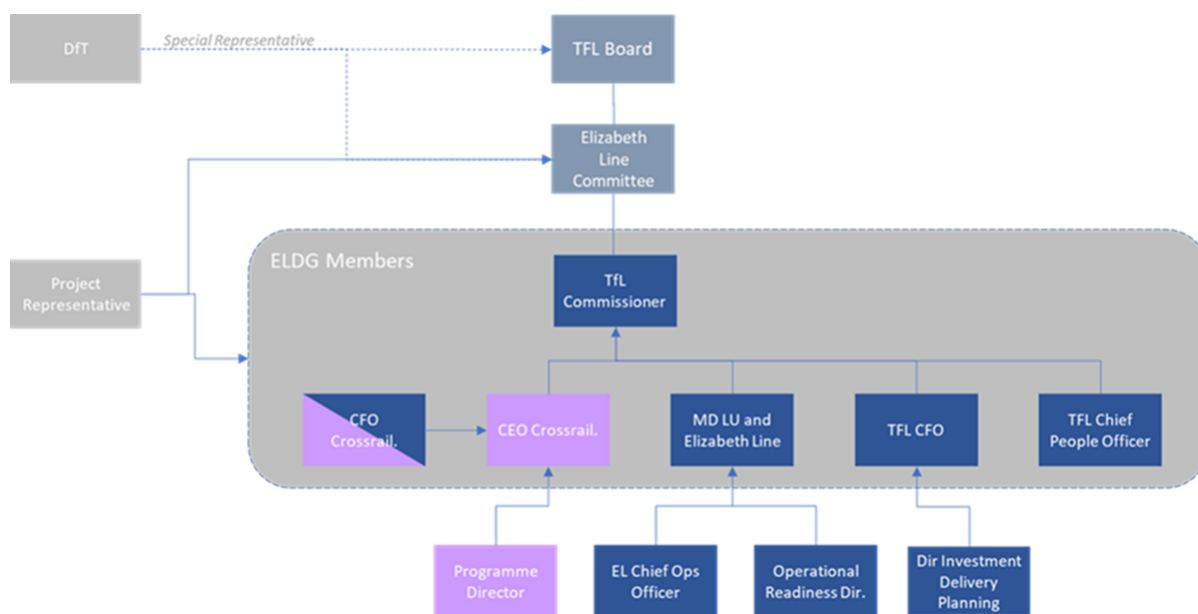 DfT
Special Representative
TFL Board
Elizabeth
Line
Committee
ELDG Members
Project
Representative
TfL
Commissioner
CFO
Crossrail.
CEO Crossrail.
MD LU and
Elizabeth Line
TFL CFO
TFL Chief
People Officer
Programme
Director
EL Chief Ops
Officer
Operational
Readiness Dir.
Dir Investment
Delivery
Planning